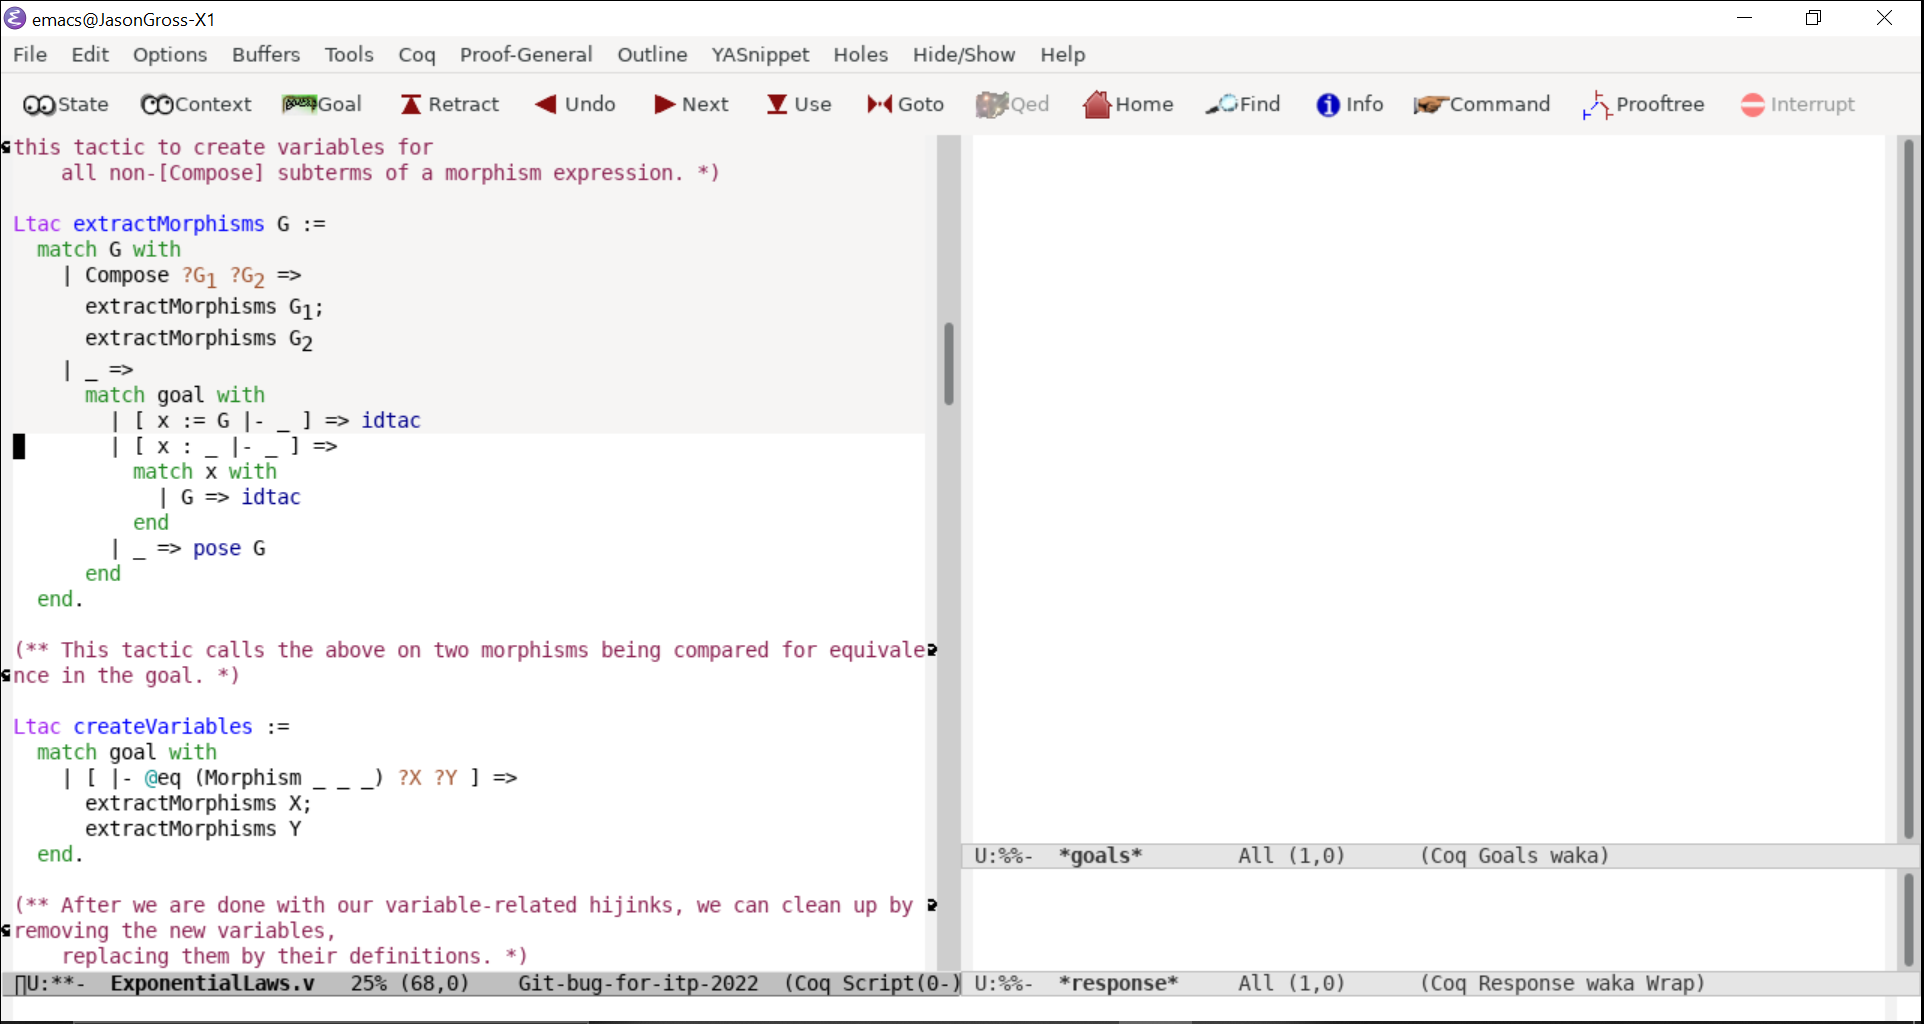 emacs@JasonGross-X1
File Edit Options Buffers Tools Coq Proof-General Outline YASnippet Holes Hide/Show Help
State Context Goal Retract Undo Next Use Goto Qed Home Find Info Command Prooftree Interrupt
this tactic to create variables for
all non-[Compose] subterms of a morphism expression. *)
Ltac extractMorphisms G :=
match G with
| Compose ?G1 ?G2 =>
extractMorphisms G1;
extractMorphisms G2
| _ =>
match goal with
| [ x := G |- _ ] => idtac
| [ x : _ |- _ ] =>
match x with
| G => idtac
end
| _ => pose G
end
end.
(** This tactic calls the above on two morphisms being compared for equivale
nce in the goal. *)
Ltac createVariables :=
match goal with
| [ |- @eq (Morphism _ _ _) ?X ?Y ] =>
extractMorphisms X;
extractMorphisms Y
end.
(** After we are done with our variable-related hijinks, we can clean up by
removing the new variables,
replacing them by their definitions. *)
U:**- ExponentialLaws.v 25% (68,0) Git-bug-for-itp-2022 (Coq Script(0-)
U:%%- *goals* All (1,0) (Coq Goals waka)
U:%%- *response* All (1,0) (Coq Response waka Wrap)